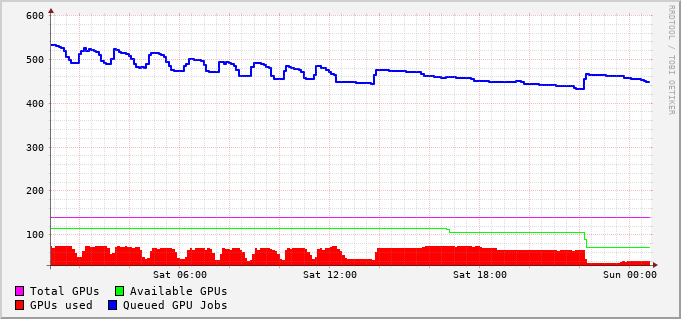 600
500
400
300
200
100
Sat 06:00 Sat 12:00 Sat 18:00 Sun 00:00
Total GPUs Available GPUs
GPUs used Queued GPU Jobs
RRDTOOL / TOBI OETIKER